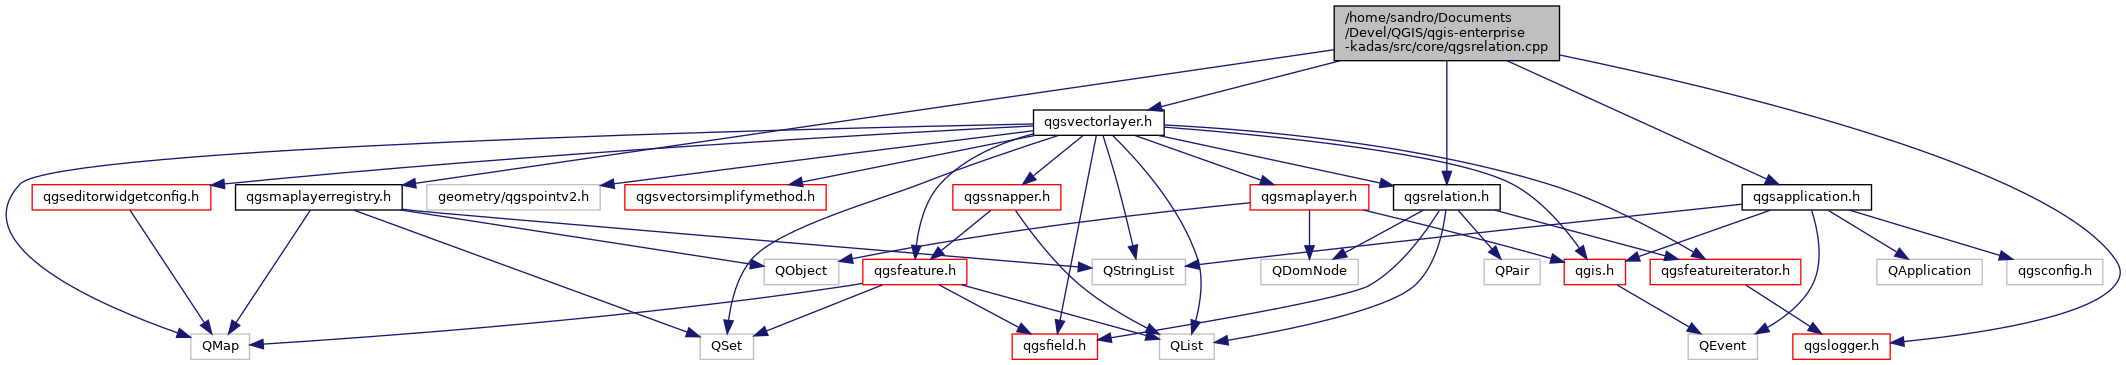 /home/sandro/Documents
/Devel/QGIS/qgis-enterprise
-kadas/src/core/qgsrelation.cpp
qgsvectorlayer.h
qgseditorwidgetconfig.h
qgsmaplayerregistry.h
geometry/qgspointv2.h
qgsvectorsimplifymethod.h
qgssnapper.h
qgsmaplayer.h
qgsrelation.h
qgsapplication.h
QObject
qgsfeature.h
QStringList
QDomNode
QPair
qgis.h
qgsfeatureiterator.h
QApplication
qgsconfig.h
QMap
QSet
qgsfield.h
QList
QEvent
qgslogger.h